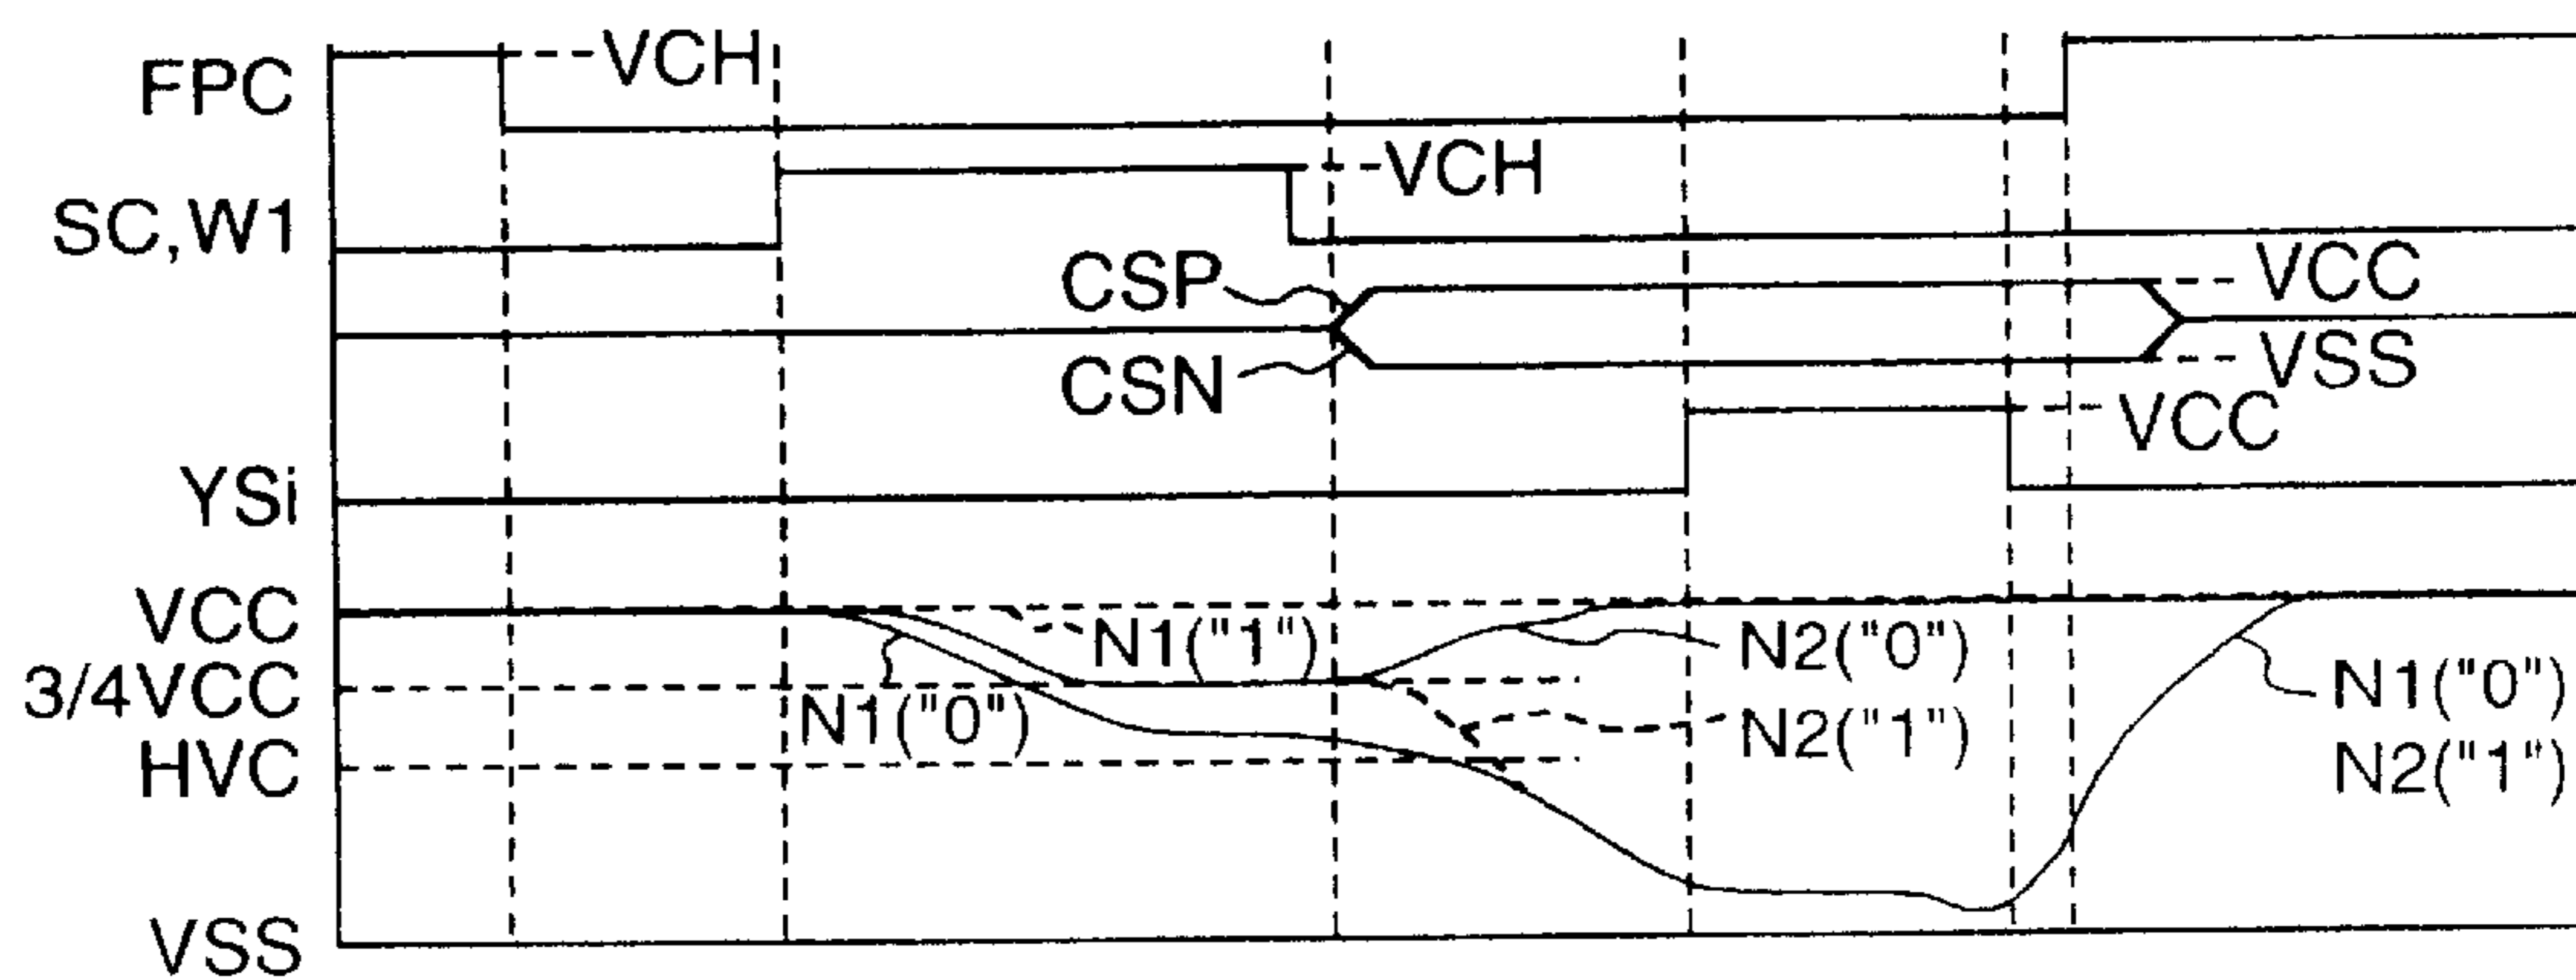 FPC
VCH
SC,W1
VCH
CSP
CSN
VCC
VSS
YSi
VCC
VCC
3/4VCC
HVC
VSS
N1("1")
N1("0")
N2("0")
N2("1")
N1("0")
N2("1")